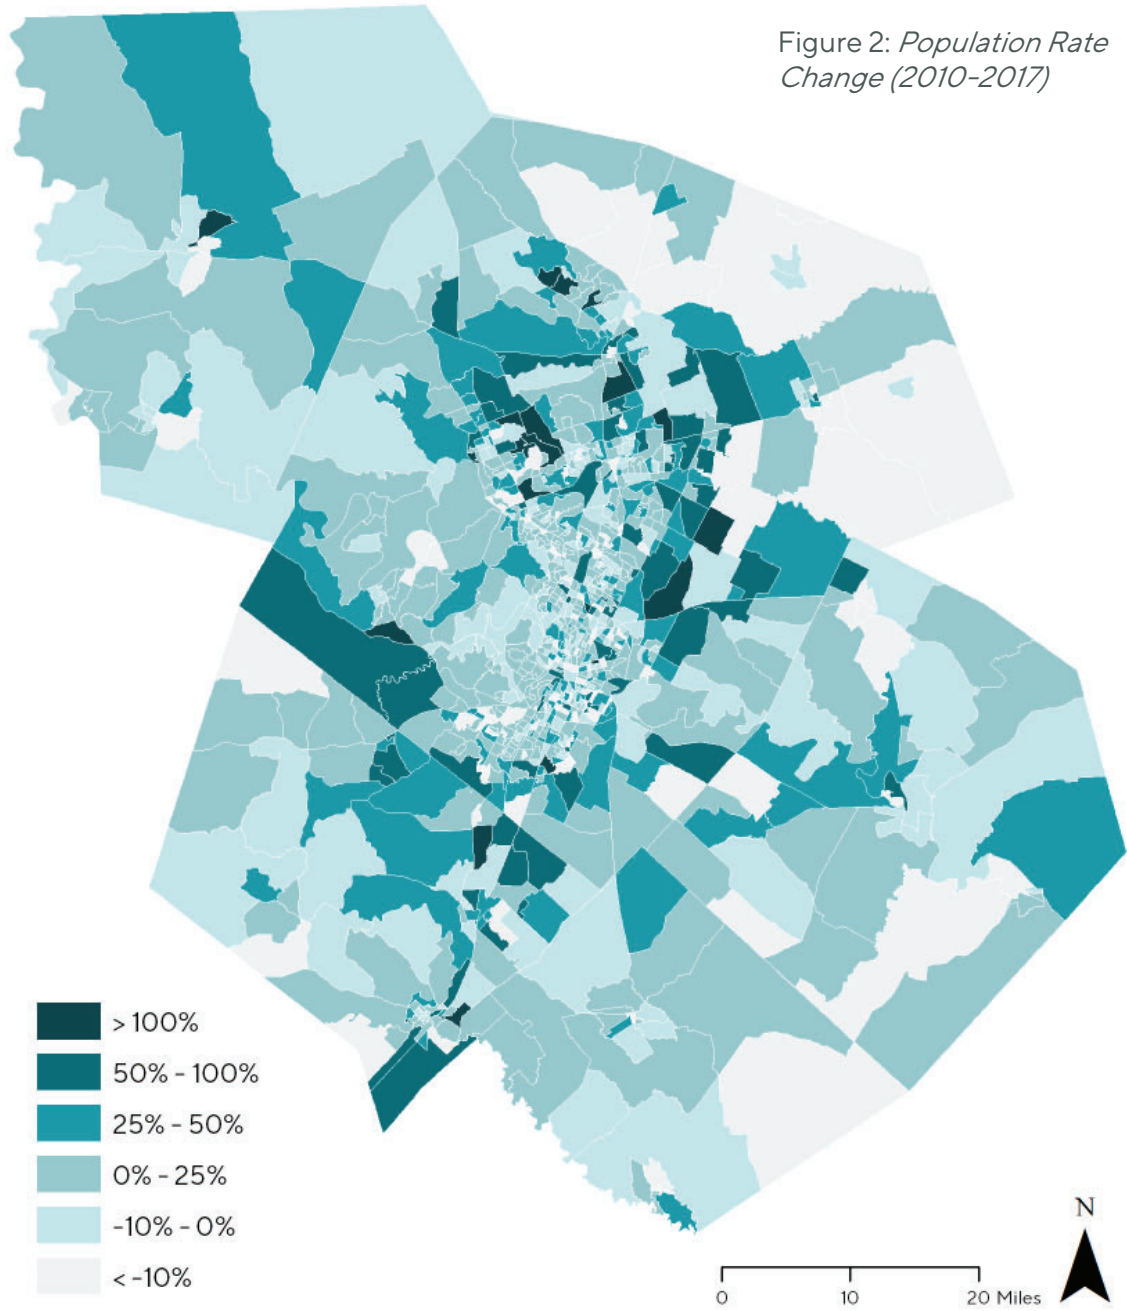 Figure 2: Population Rate
Change (2010-2017)
> 100%
50% - 100%
25% - 50%
0% - 25%
-10% - 0%
< -10%
N
0 10 20 Miles